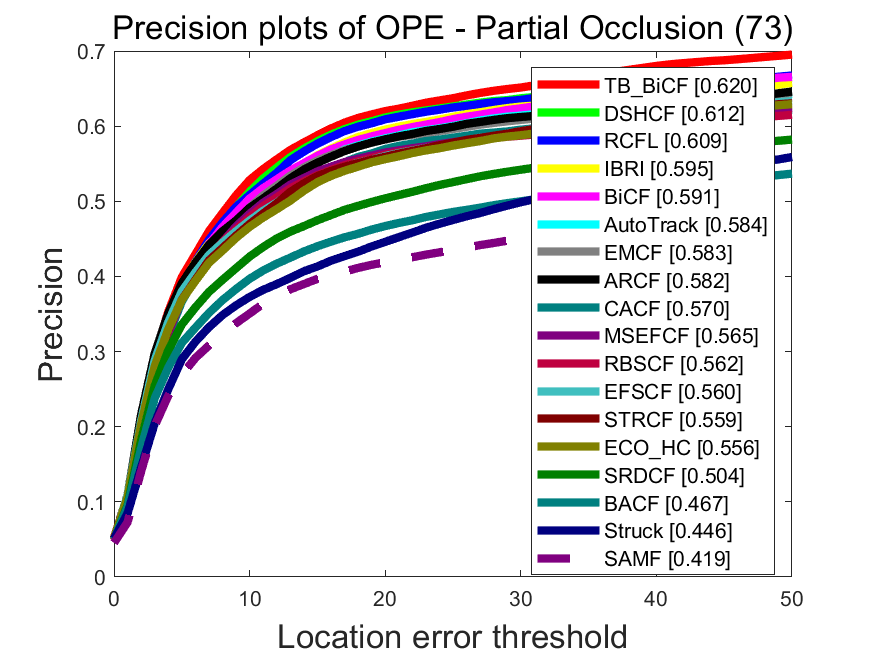 Precision plots of OPE - Partial Occlusion (73)
0.7
0.6
0.5
0.4
0.3
0.2
0.1
0
Precision
TB_BiCF [0.620]
DSHCF [0.612]
RCFL [0.609]
IBRI [0.595]
BiCF [0.591]
AutoTrack [0.584]
EMCF [0.583]
ARCF [0.582]
CACF [0.570]
MSEFCF [0.565]
RBSCF [0.562]
EFSCF [0.560]
STRCF [0.559]
ECO_HC [0.556]
SRDCF [0.504]
BACF [0.467]
Struck [0.446]
SAMF [0.419]
0 10 20 30 40 50
Location error threshold